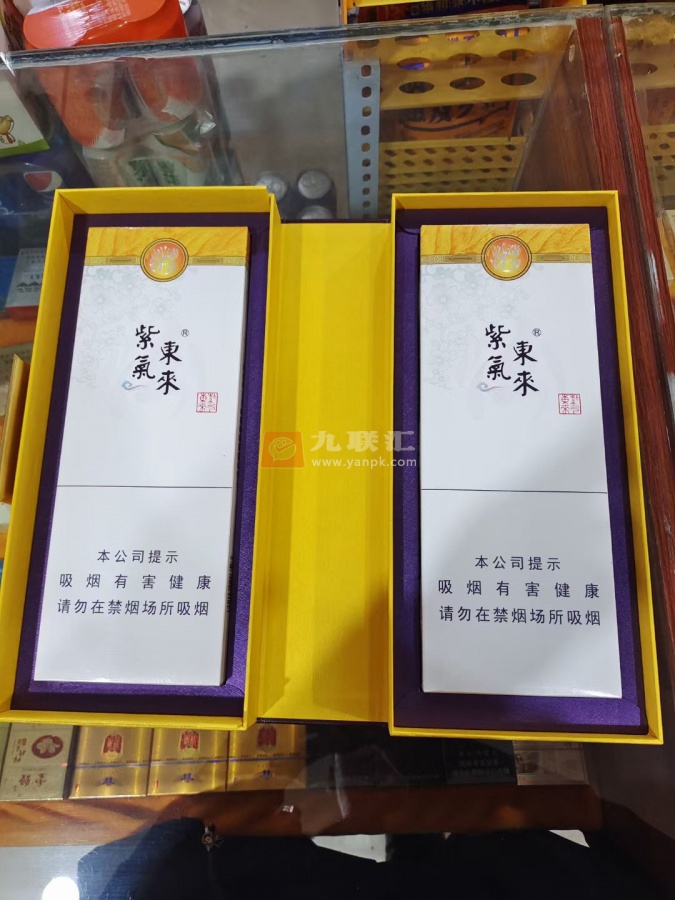 紫氣
東來
®
本公司提示
吸烟有害健康
请勿在禁烟场所吸烟
紫氣
東來
®
本公司提示
吸烟有害健康
请勿在禁烟场所吸烟
九联汇
www.yanpk.com